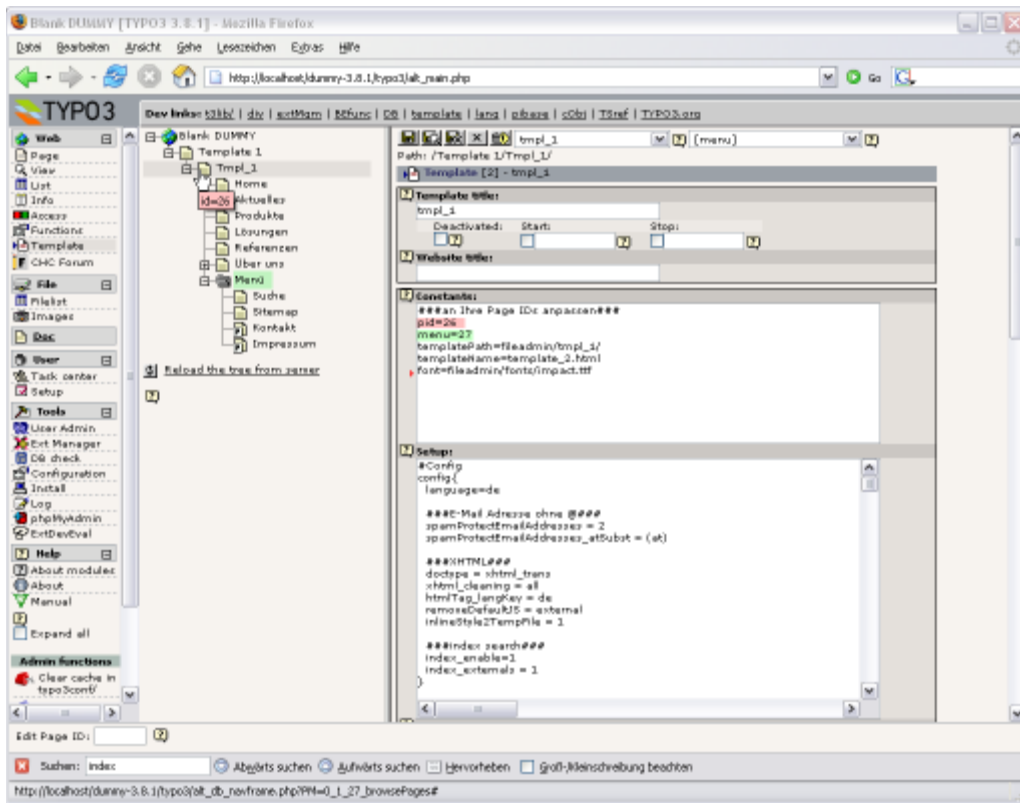 Blank DUMMY [TYPO3 3.8.1] - Mozilla Firefox
Datei Bearbeiten Ansicht Gehe Lesezeichen Extras Hilfe
http://localhost/dummy-3.8.1/typo3/alt_main.php
Go
TYPO3
Dev links: t3lib/ | div | extMgm | BEfunc | DB | template | lang | pibase | cObj | TSref | TYPO3.org
Web
Page
View
List
Info
Access
Functions
Template
CHC Forum
File
Filelist
Images
Doc
User
Task center
Setup
Tools
User Admin
Ext Manager
DB check
Configuration
Install
Log
phpMyAdmin
ExtDevEval
Help
About modules
About
Manual
Expand all
Admin functions
Clear cache in
typo3conf/
Blank DUMMY
Template 1
Tmpl_1
Home
id=26 Aktuelles
Produkte
Lösungen
Referenzen
Über uns
Menü
Suche
Sitemap
Kontakt
Impressum
Reload the tree from server
tmpl_1
[menu]
Path: /Template 1/Tmpl_1/
Template [2] - tmpl_1
Template title:
tmpl_1
Deactivated: Start: Stop:
Website title:
Constants:
###an Ihre Page IDs anpassen###
pid=26
menu=27
templatePath=fileadmin/tmpl_1/
templateName=template_2.html
font=fileadmin/fonts/impact.ttf
Setup:
#Config
config{
language=de
###E-Mail Adresse ohne @###
spamProtectEmailAddresses = 2
spamProtectEmailAddresses_atSubst = (at)
###XHTML###
doctype = xhtml_trans
xhtml_cleaning = all
htmlTag_langKey = de
removeDefaultJS = external
inlineStyle2TempFile = 1
###index search###
index_enable=1
index_externals = 1
}
Edit Page ID:
Suchen: index
Abwärts suchen Aufwärts suchen Hervorheben Groß-/Kleinschreibung beachten
http://localhost/dummy-3.8.1/typo3/alt_db_navframe.php?PM=0_1_27_browsePages#